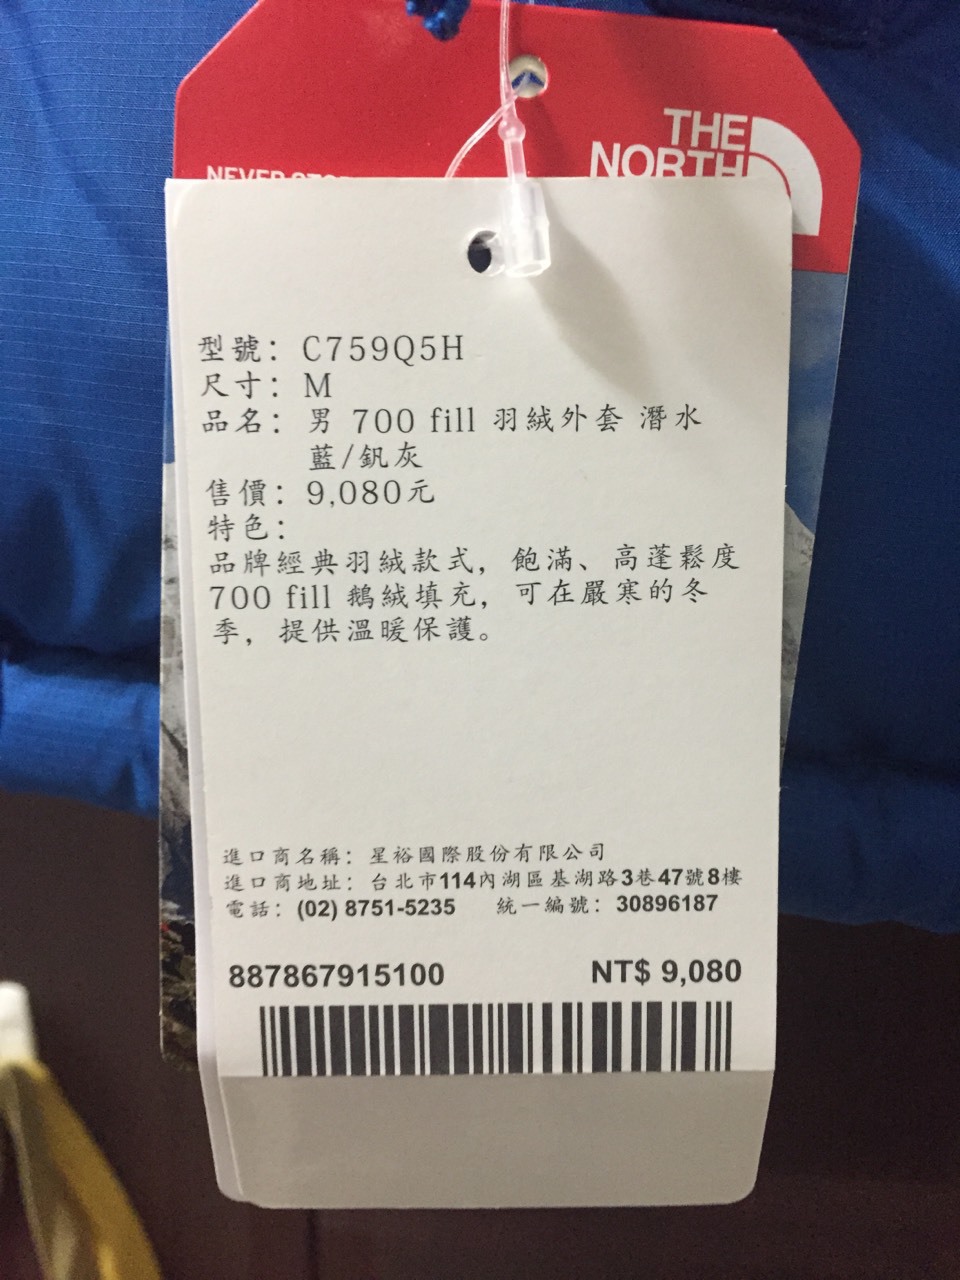 THE
NORTH
NEVER STOP
型號： C759Q5H
尺寸： M
品名： 男 700 fill 羽絨外套 潛水
藍/釩灰
售價： 9,080元
特色：
品牌經典羽絨款式，飽滿、高蓬鬆度
700 fill 鵝絨填充，可在嚴寒的冬
季，提供溫暖保護。
進口商名稱： 星裕國際股份有限公司
進口商地址： 台北市114內湖區基湖路3巷47號8樓
電話： (02) 8751-5235 統一編號： 30896187
887867915100 NT$ 9,080